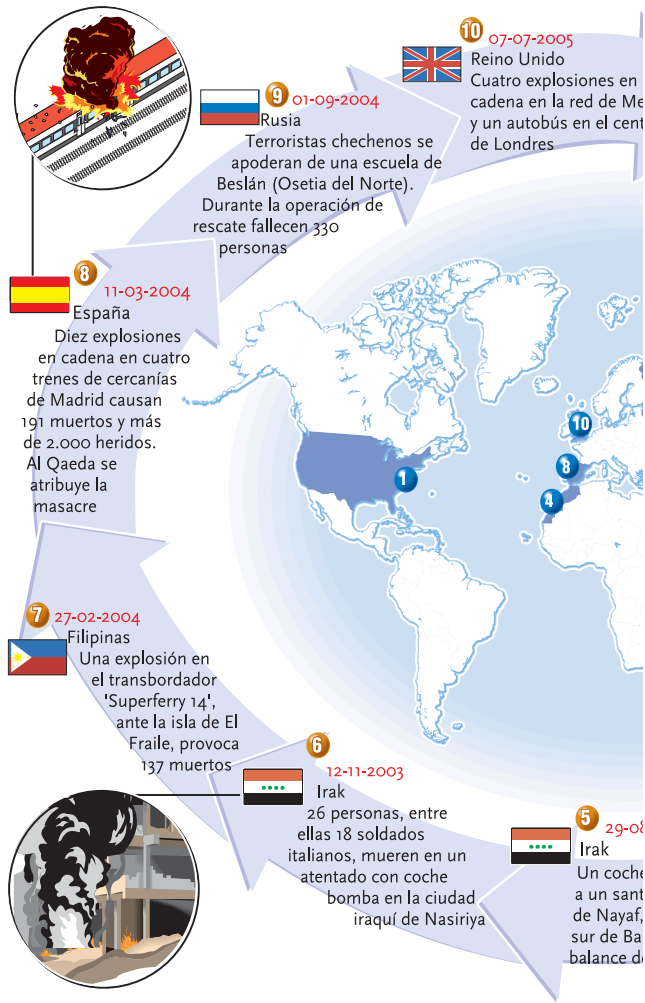 10 07-07-2005
Reino Unido
Cuatro explosiones en
cadena en la red de
y un autobús en el
de Londres
9 01-09-2004
Rusia
Terroristas chechenos se
apoderan de una escuela de
Beslán (Osetia del Norte).
Durante la operación de
rescate fallecen 330
personas
8
11-03-2004
España
Diez explosiones
en cadena en cuatro
trenes de cercanías
de Madrid causan
191 muertos y más
de 2.000 heridos.
Al Qaeda se
atribuye la
masacre
7 27-02-2004
Filipinas
Una explosión en
el transbordador
'Superferry 14',
ante la isla de El
Fraile, provoca
137 muertos
6
12-11-2003
Irak
26 personas, entre
ellas 18 soldados
italianos, mueren en un
atentado con coche
bomba en la ciudad
iraquí de Nasiriya
5 29-08
Irak
Un coche
a un
de Nayaf,
sur de
balance
10
8
1
4